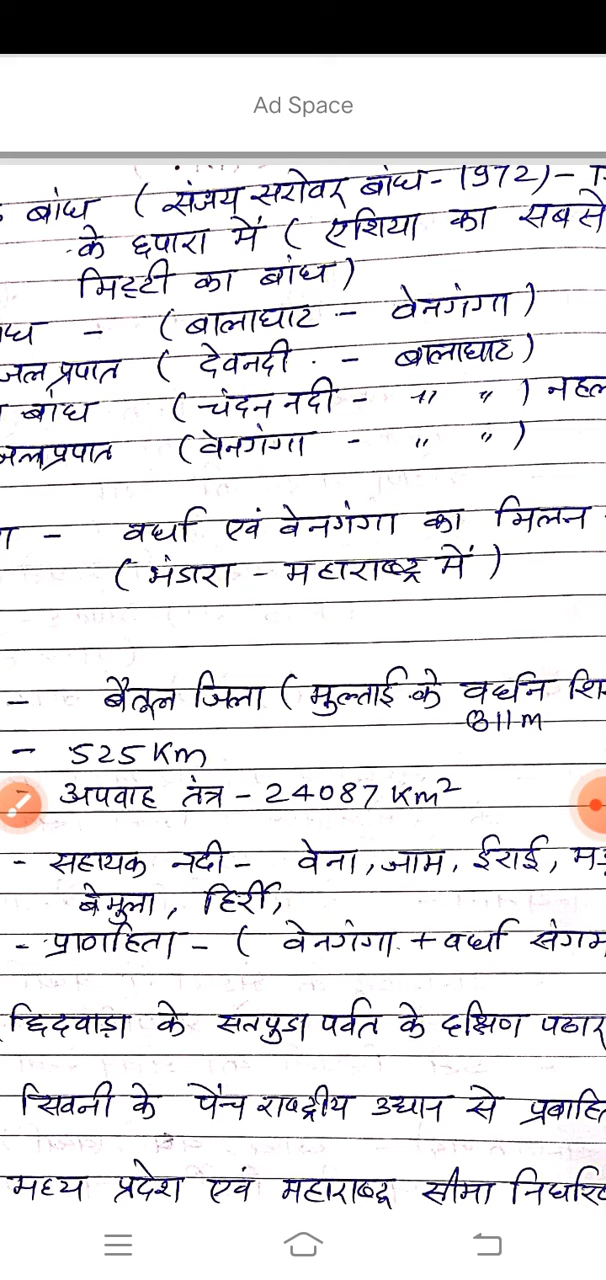 Ad Space
बांध ( संजय सरोवर बांध - 1972) -
के छपारा में ( एशिया का सबसे
मिट्टी का बांध )
- ( बालाघाट - वेनगंगा )
जलप्रपात ( देवनदी - बालाघाट )
बांध ( चंदन नदी - " " ) नहल
जलप्रपात (वेनगंगा - " " )
- वर्धा एवं वेनगंगा का मिलन
( भंडारा - महाराष्ट्र में )
- बैतूल जिला ( मुल्ताई के वर्धन शि
811m
- 525 Km
अपवाह तंत्र - 24087 Km²
- सहायक नदी - वेना, जाम, ईराई,
बेमुला, हिर्री,
- प्राणहिता - ( वेनगंगा + वर्धा संगम
छिंदवाड़ा के सतपुड़ा पर्वत के दक्षिण पठार
सिवनी के पेंच राष्ट्रीय उद्यान से प्रवाहि
मध्य प्रदेश एवं महाराष्ट्र सीमा निर्धारि